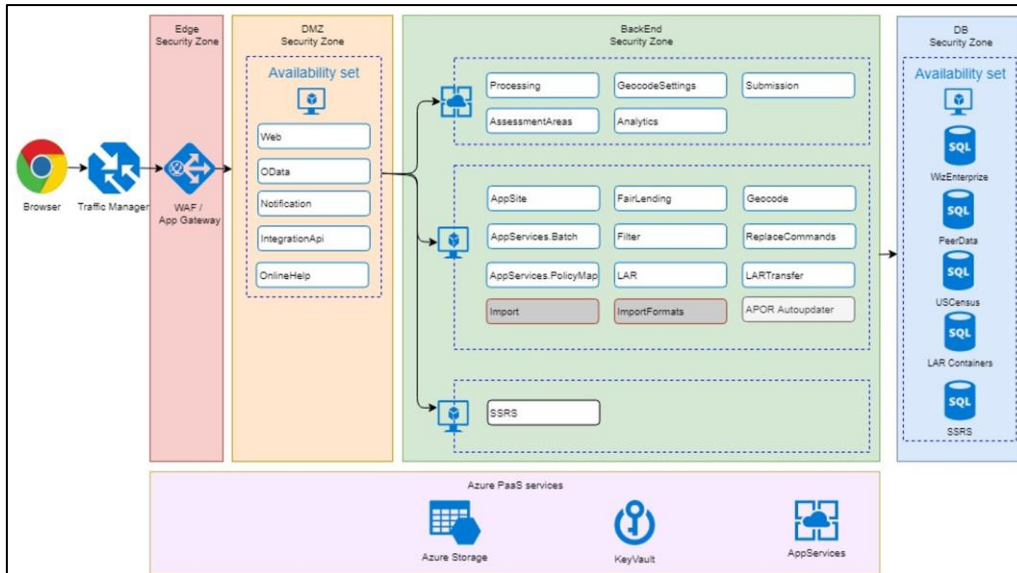 Edge
Security Zone
DMZ
Security Zone
BackEnd
Security Zone
DB
Security Zone
Browser
Traffic Manager
WAF /
App Gateway
Availability set
Web
OData
Notification
IntegrationApi
OnlineHelp
Processing
GeocodeSettings
Submission
AssessmentAreas
Analytics
AppSite
FairLending
Geocode
AppServices.Batch
Filter
ReplaceCommands
AppServices.PolicyMap
LAR
LARTransfer
Import
ImportFormats
APOR Autoupdater
SSRS
Availability set
SQL
WizEnterprize
SQL
PeerData
SQL
USCensus
SQL
LAR Containers
SQL
SSRS
Azure PaaS services
Azure Storage
KeyVault
AppServices